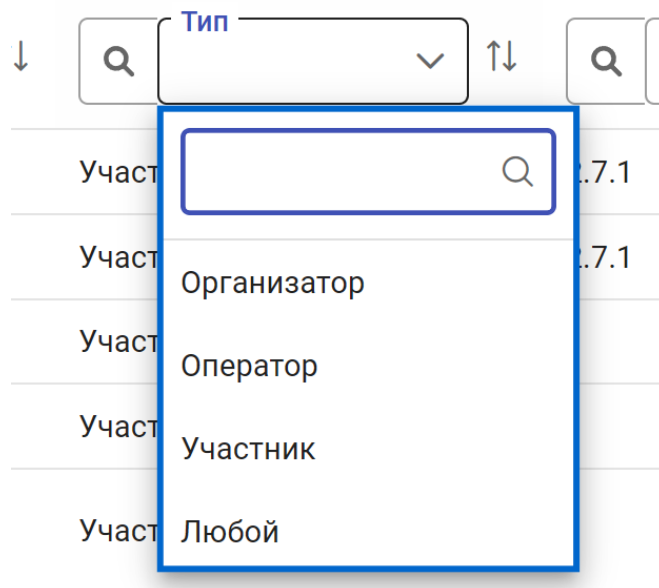 Тип
Участ
.7.1
Участ
.7.1
Организатор
Участ
Оператор
Участ
Участник
Участ
Любой